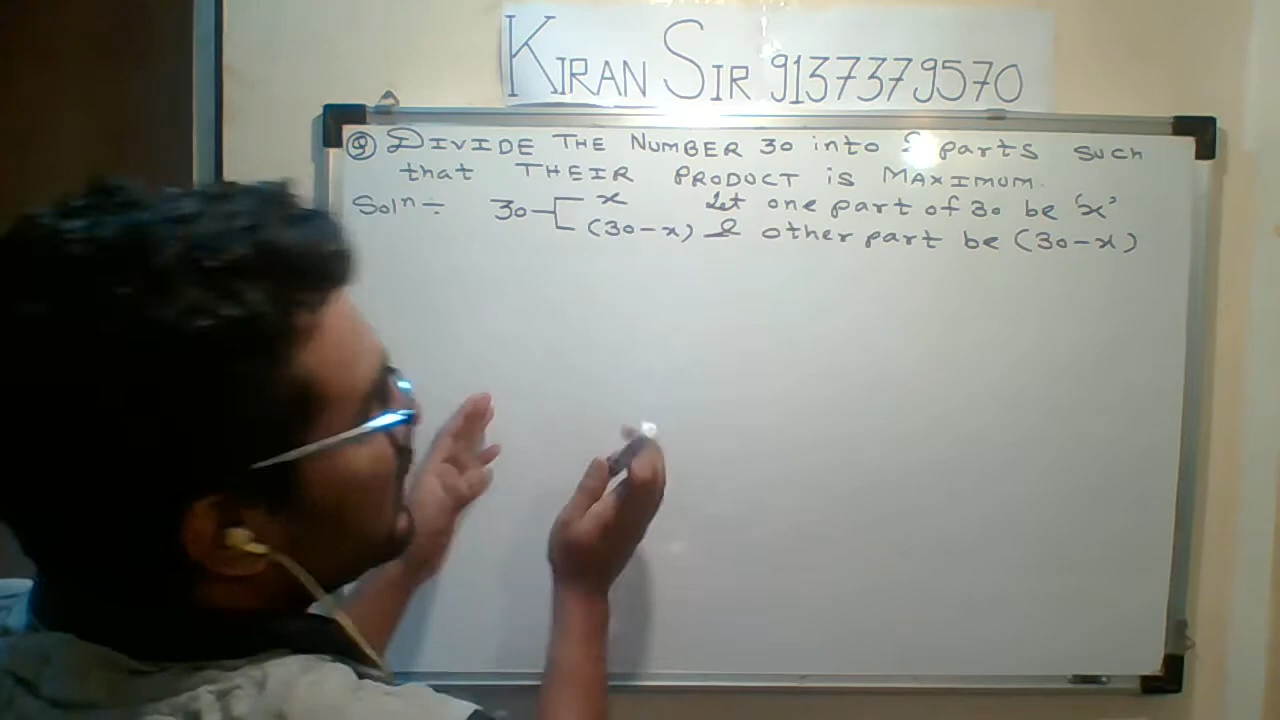 KIRAN SIR 9137379570
Q DIVIDE THE NUMBER 30 into parts such
that THEIR PRODUCT is MAXIMUM.
Solⁿ ÷ 30 x Let one part of 30 be 'x'
(30-x) & other part be (30-x)